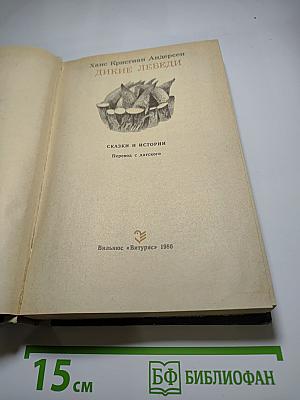 Ханс Кристиан Андерсен
ДИКИЕ ЛЕБЕДИ
СКАЗКИ И ИСТОРИИ
Перевод с датского
Вильнюс «Витурис» 1986
15 см
БФ БИБЛИОФАН